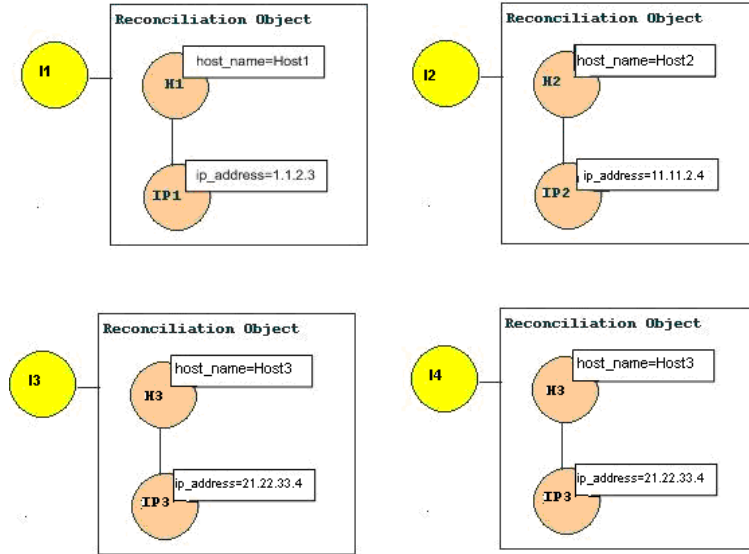 Reconciliation Object
I1
H1
host_name=Host1
IP1
ip_address=1.1.2.3
Reconciliation Object
I2
H2
host_name=Host2
IP2
ip_address=11.11.2.4
Reconciliation Object
I3
H3
host_name=Host3
IP3
ip_address=21.22.33.4
Reconciliation Object
I4
H3
host_name=Host3
IP3
ip_address=21.22.33.4